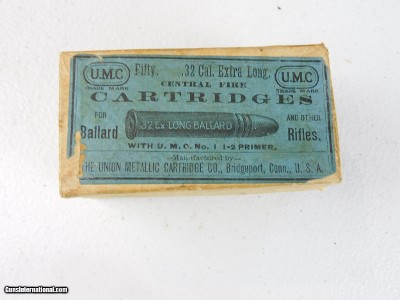 U.M.C
TRADE MARK
Fifty .32 Cal. Extra Long,
U.M.C
TRADE MARK
CENTRAL FIRE
CARTRIDGES
FOR
Ballard
.32 Ex LONG BALLARD
AND OTHER
Rifles.
WITH U. M. C. No. 1 1-2 PRIMER.
Manufactured by
THE UNION METALLIC CARTRIDGE CO., Bridgeport, Conn., U. S. A.
GunsInternational.com